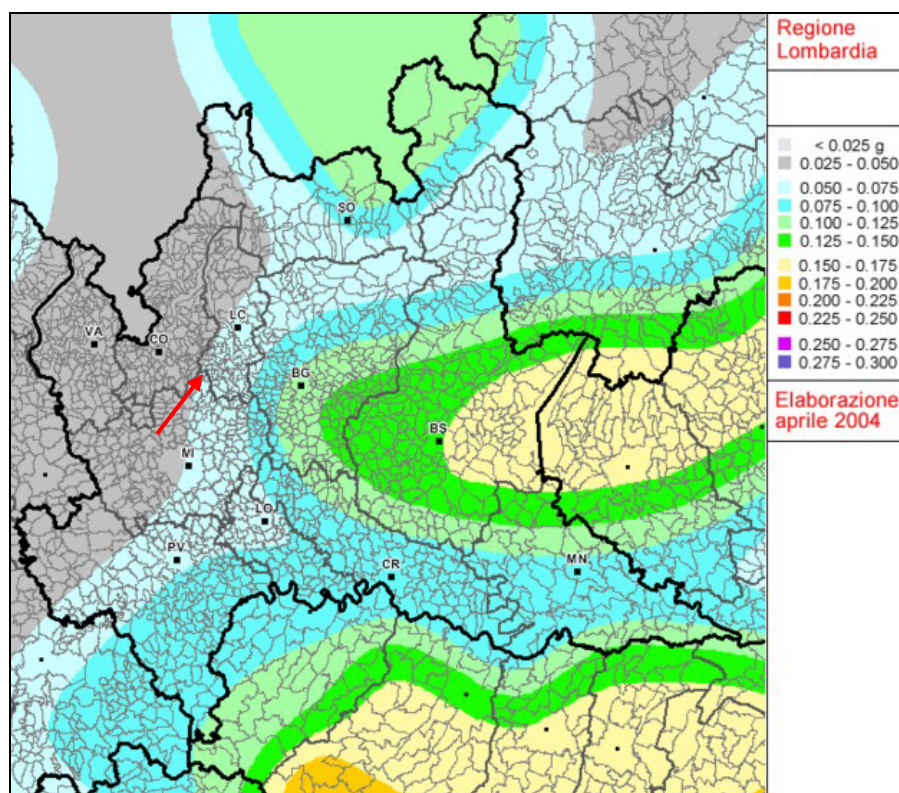 Regione
Lombardia
< 0.025 g
0.025 - 0.050
0.050 - 0.075
0.075 - 0.100
0.100 - 0.125
0.125 - 0.150
0.150 - 0.175
0.175 - 0.200
0.200 - 0.225
0.225 - 0.250
0.250 - 0.275
0.275 - 0.300
Elaborazione
aprile 2004
SO
LC
VA
CO
BG
BS
MI
LO
PV
CR
MN